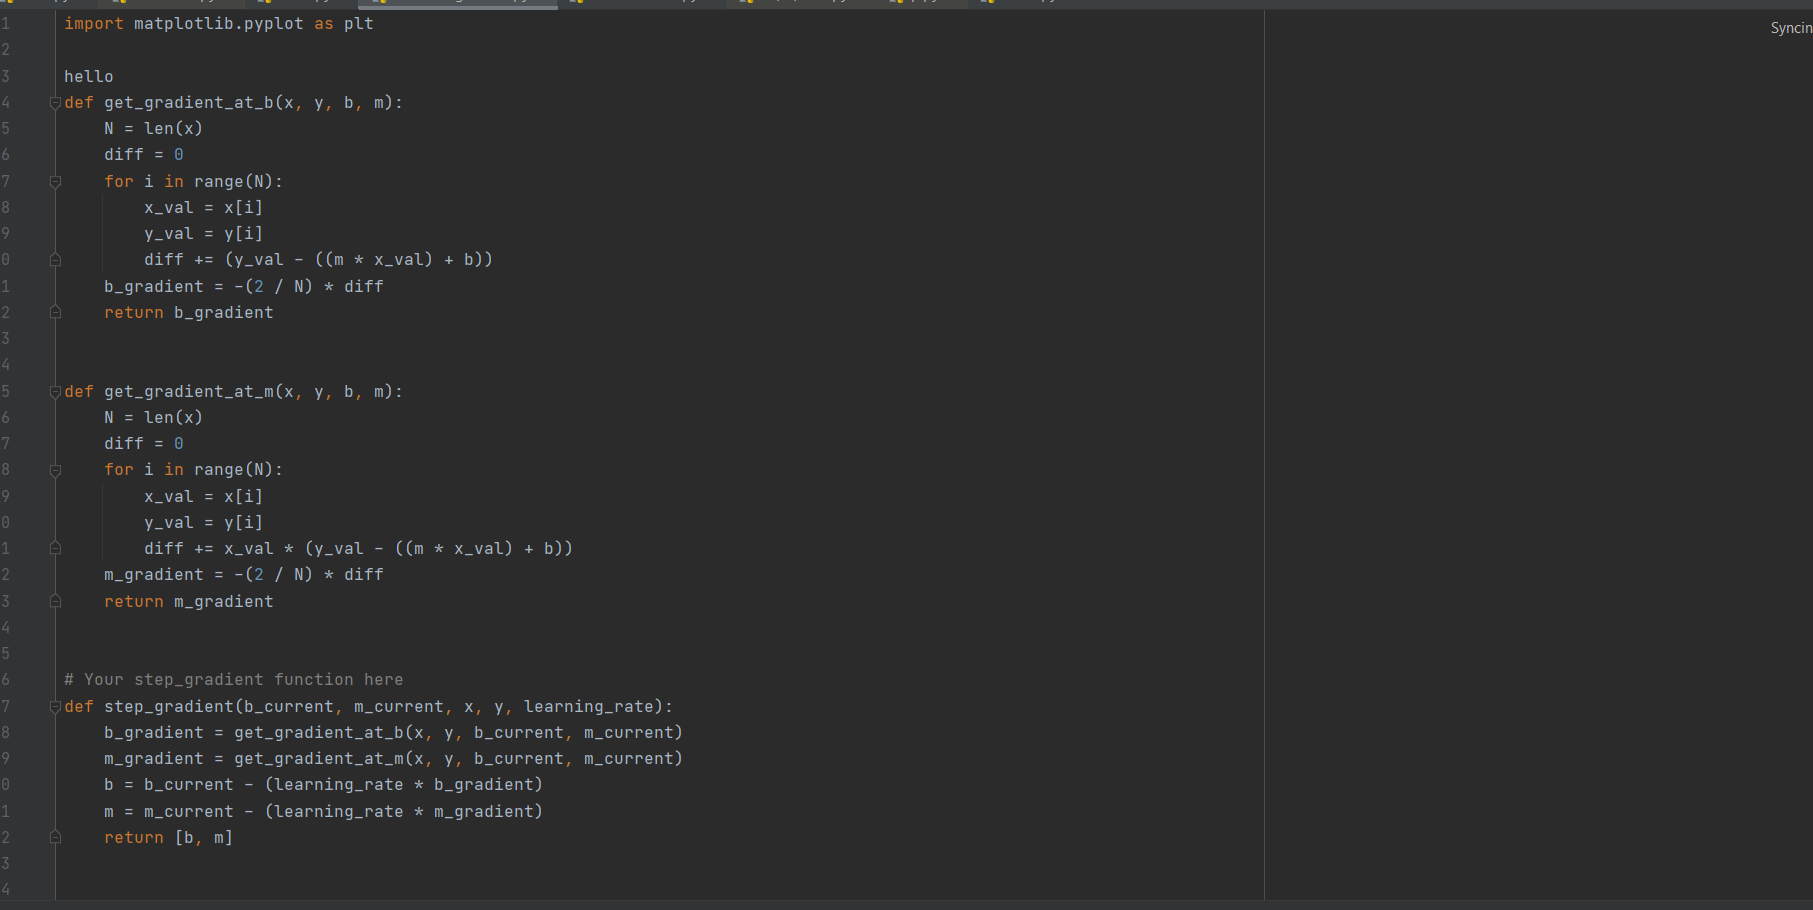 1 import matplotlib.pyplot as plt
2
3 hello
4 def get_gradient_at_b(x, y, b, m):
5     N = len(x)
6     diff = 0
7     for i in range(N):
8         x_val = x[i]
9         y_val = y[i]
0         diff += (y_val - ((m * x_val) + b))
1     b_gradient = -(2 / N) * diff
2     return b_gradient
3
4
5 def get_gradient_at_m(x, y, b, m):
6     N = len(x)
7     diff = 0
8     for i in range(N):
9         x_val = x[i]
0         y_val = y[i]
1         diff += x_val * (y_val - ((m * x_val) + b))
2     m_gradient = -(2 / N) * diff
3     return m_gradient
4
5
6 # Your step_gradient function here
7 def step_gradient(b_current, m_current, x, y, learning_rate):
8     b_gradient = get_gradient_at_b(x, y, b_current, m_current)
9     m_gradient = get_gradient_at_m(x, y, b_current, m_current)
0     b = b_current - (learning_rate * b_gradient)
1     m = m_current - (learning_rate * m_gradient)
2     return [b, m]
3
4
Syncin